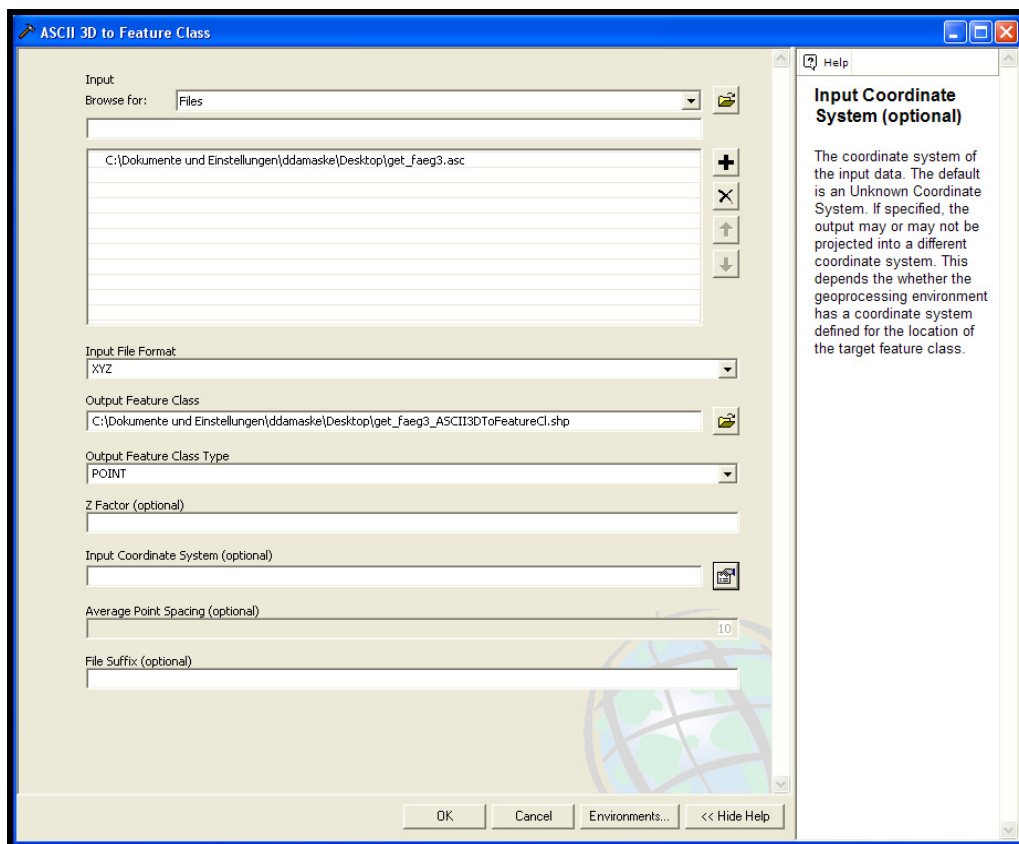 ASCII 3D to Feature Class
Input
Browse for: Files
C:\Dokumente und Einstellungen\ddamaske\Desktop\get_faeg3.asc
Input File Format
XYZ
Output Feature Class
C:\Dokumente und Einstellungen\ddamaske\Desktop\get_faeg3_ASCII3DToFeatureCl.shp
Output Feature Class Type
POINT
Z Factor (optional)
Input Coordinate System (optional)
Average Point Spacing (optional)
10
File Suffix (optional)
OK Cancel Environments... << Hide Help
Help
Input Coordinate
System (optional)
The coordinate system of
the input data. The default
is an Unknown Coordinate
System. If specified, the
output may or may not be
projected into a different
coordinate system. This
depends the whether the
geoprocessing environment
has a coordinate system
defined for the location of
the target feature class.